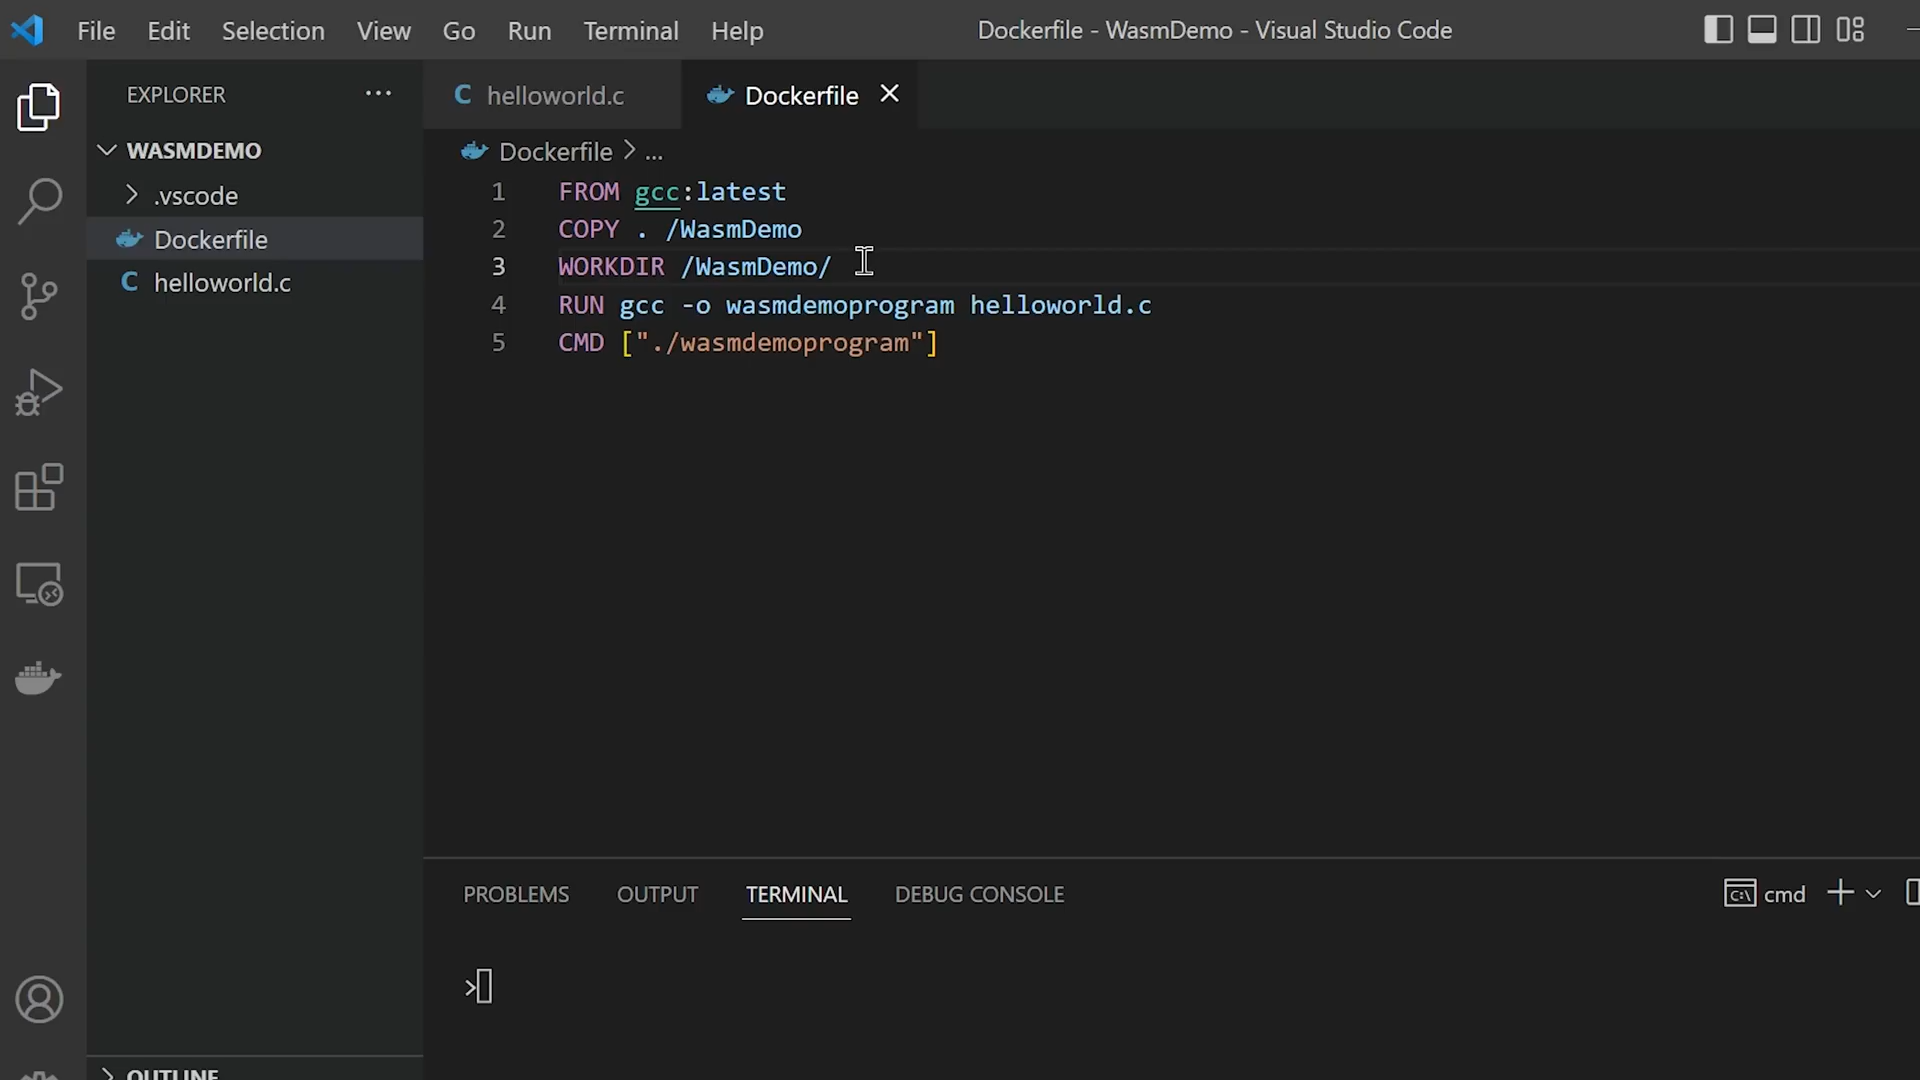 File Edit Selection View Go Run Terminal Help Dockerfile - WasmDemo - Visual Studio Code
EXPLORER ...
C helloworld.c Dockerfile
WASMDEMO
.vscode
Dockerfile
C helloworld.c
Dockerfile > ...
1 FROM gcc:latest
2 COPY . /WasmDemo
3 WORKDIR /WasmDemo/
4 RUN gcc -o wasmdemoprogram helloworld.c
5 CMD ["./wasmdemoprogram"]
PROBLEMS OUTPUT TERMINAL DEBUG CONSOLE cmd
>
OUTLINE